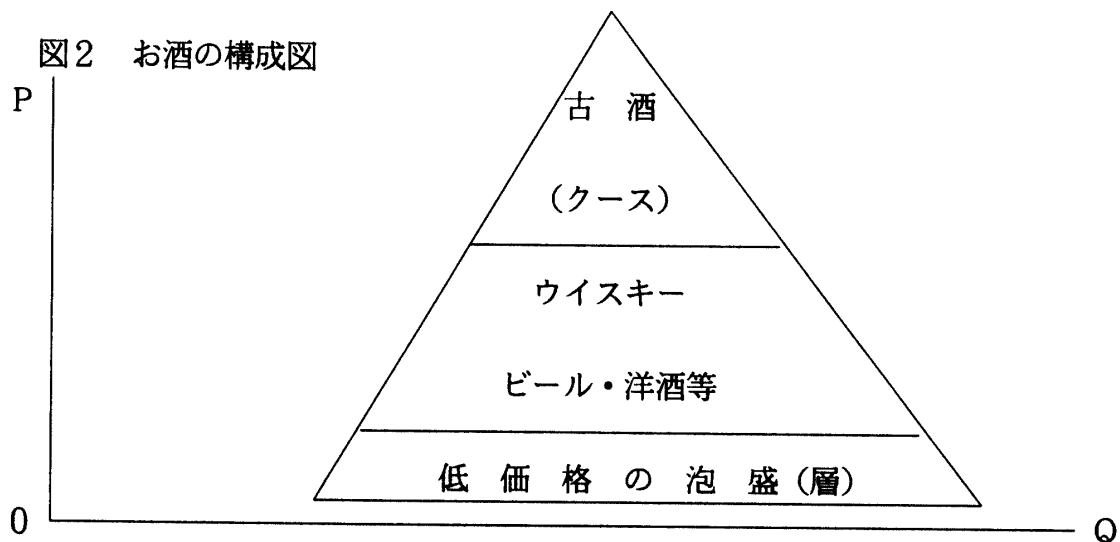 図2 お酒の構成図
P
古 酒
(クース)
ウイスキー
ビール・洋酒等
低 価 格 の 泡 盛 (層)
0
Q